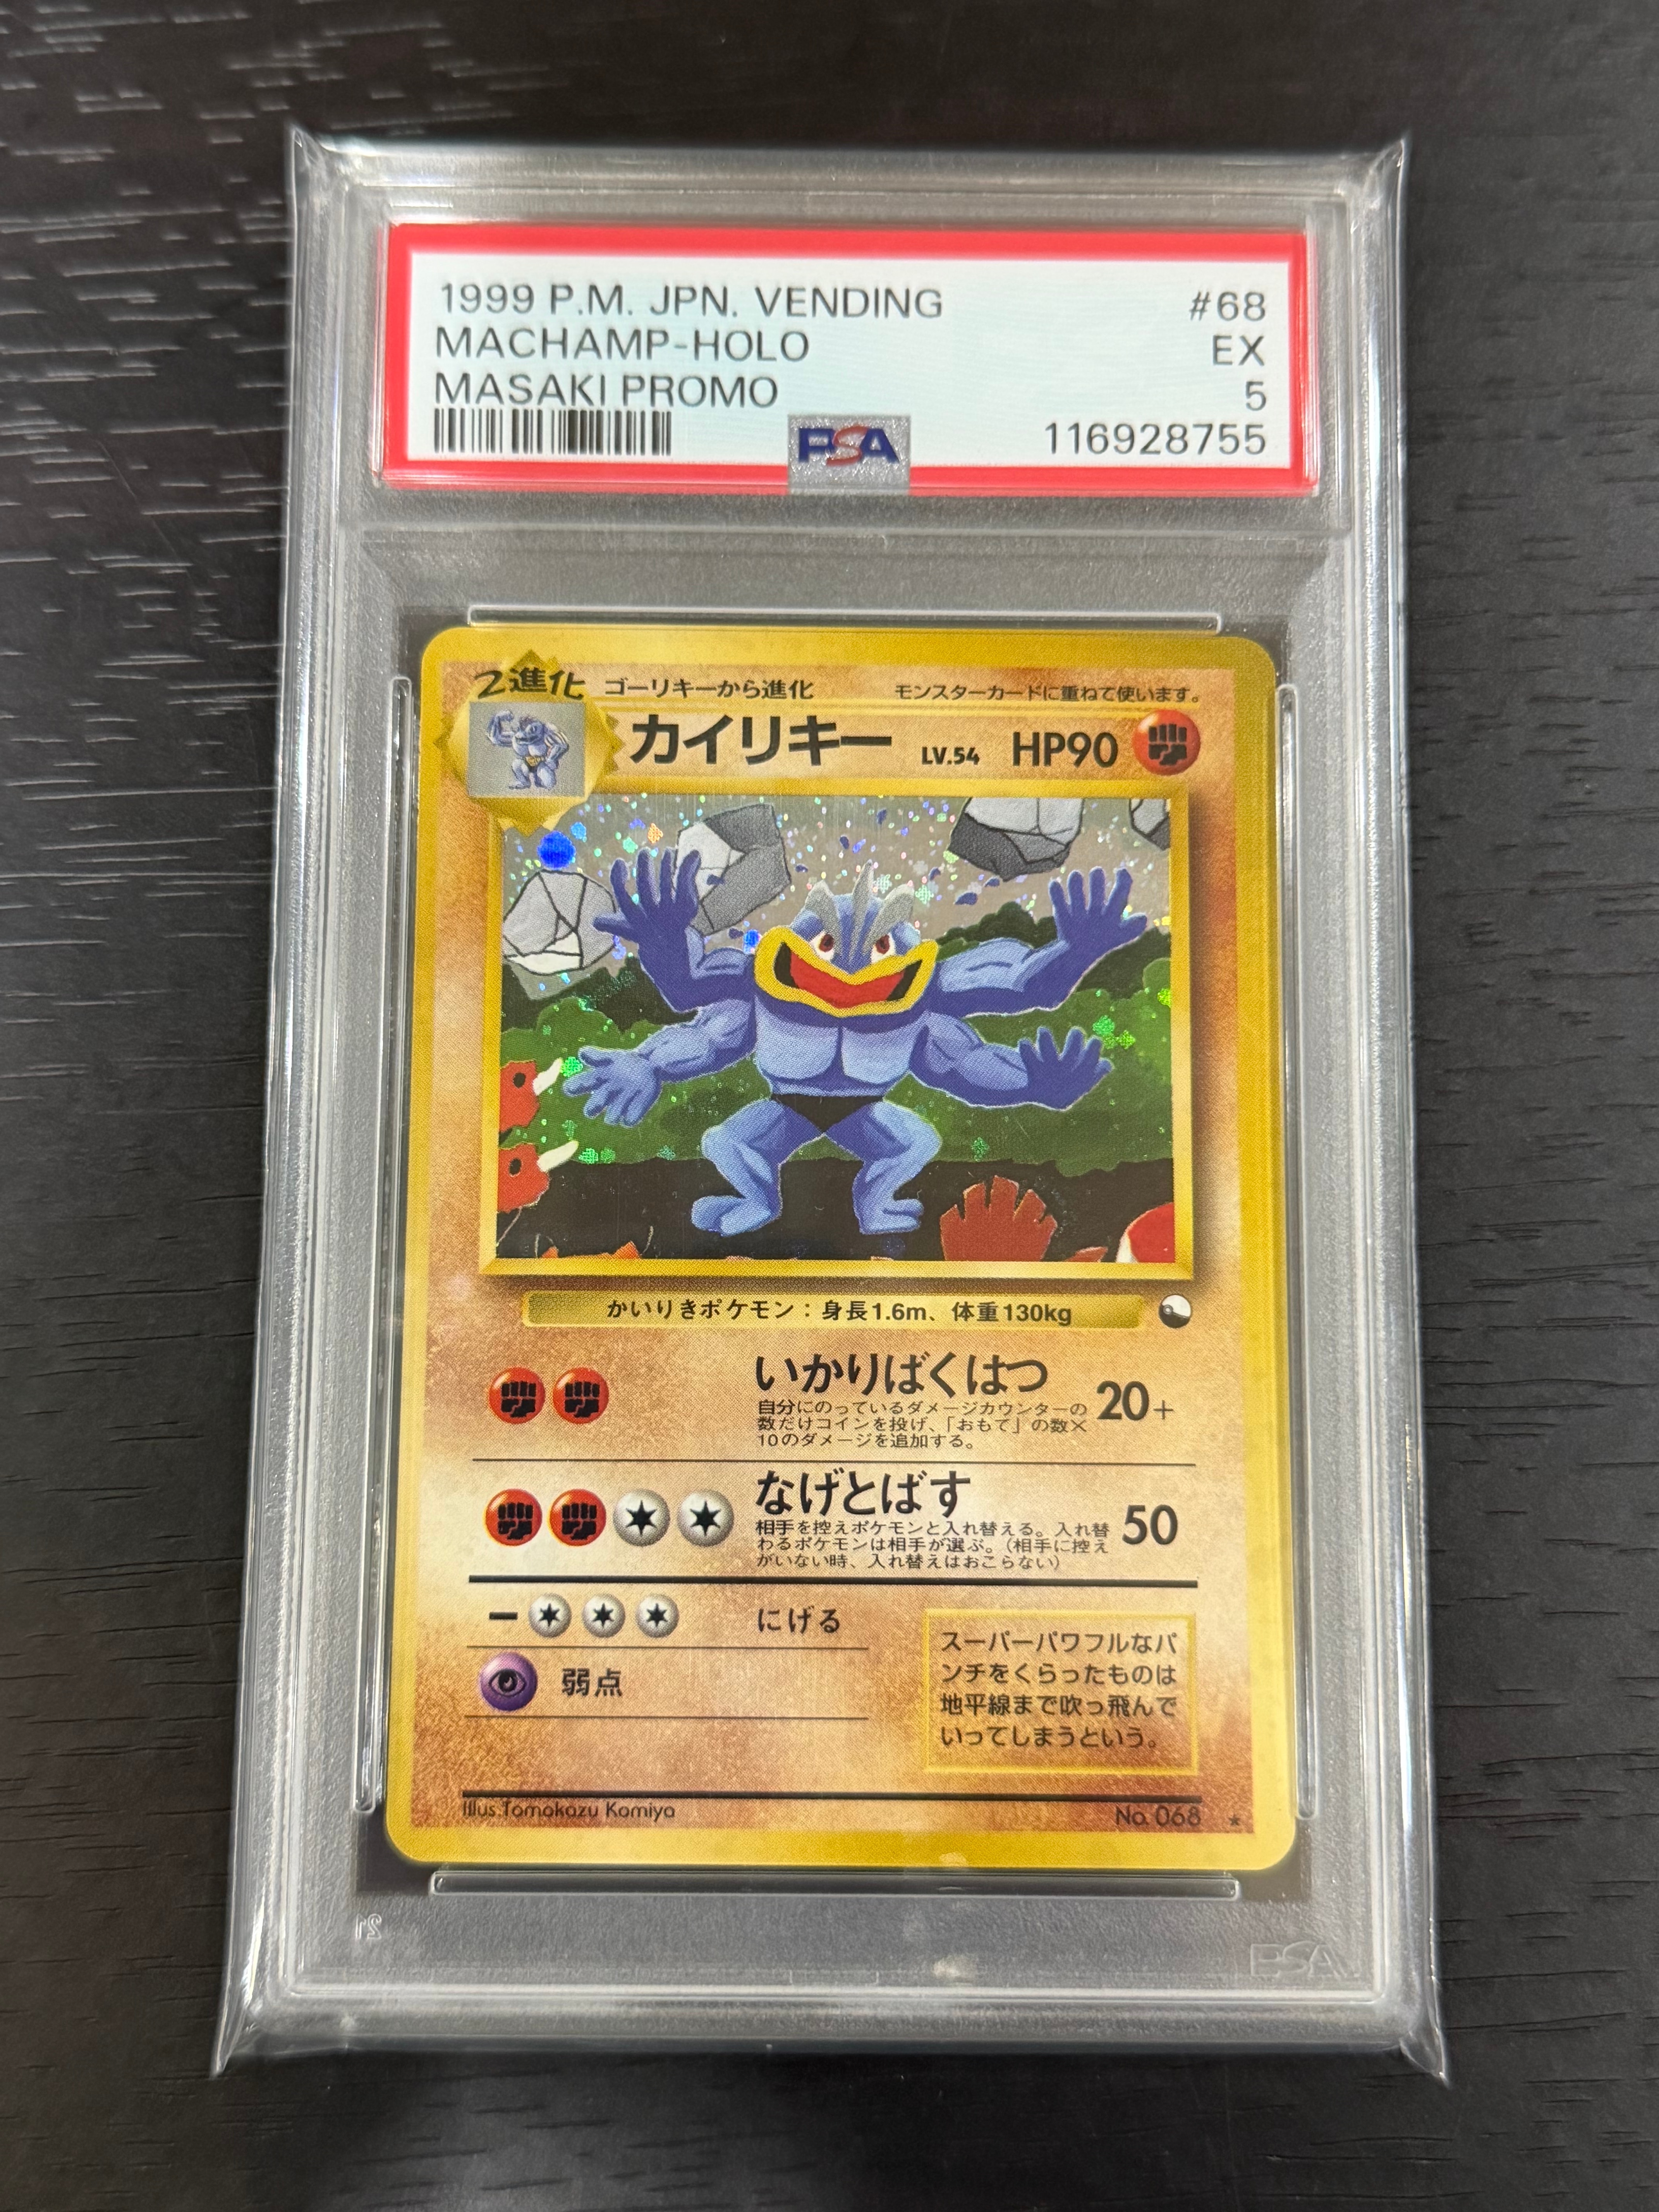 1999 P.M. JPN. VENDING #68
MACHAMP-HOLO EX
MASAKI PROMO 5
PSA 116928755
2進化 ゴーリキーから進化 モンスターカードに重ねて使います。
カイリキー LV.54 HP90
かいりきポケモン：身長1.6m、体重130kg
いかりばくはつ 20+
自分にのっているダメージカウンターの
数だけコインを投げ、「おもて」の数×
10のダメージを追加する。
なげとばす 50
相手を控えポケモンと入れ替える。入れ替
わるポケモンは相手が選ぶ。（相手に控え
がいない時、入れ替えはおこらない）
にげる
弱点
スーパーパワフルなパ
ンチをくらったものは
地平線まで吹っ飛んで
いってしまうという。
Illus.Tomokazu Komiya No.068
21 PSA